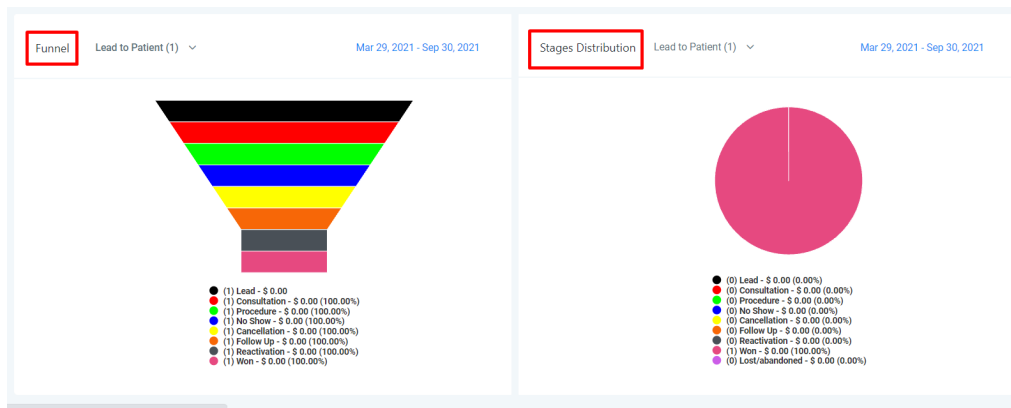 Funnel
Lead to Patient (1)
Mar 29, 2021 - Sep 30, 2021
(1) Lead - $ 0.00
(1) Consultation - $ 0.00 (100.00%)
(1) Procedure - $ 0.00 (100.00%)
(1) No Show - $ 0.00 (100.00%)
(1) Cancellation - $ 0.00 (100.00%)
(1) Follow Up - $ 0.00 (100.00%)
(1) Reactivation - $ 0.00 (100.00%)
(1) Won - $ 0.00 (100.00%)
Stages Distribution
Lead to Patient (1)
Mar 29, 2021 - Sep 30, 2021
(0) Lead - $ 0.00 (0.00%)
(0) Consultation - $ 0.00 (0.00%)
(0) Procedure - $ 0.00 (0.00%)
(0) No Show - $ 0.00 (0.00%)
(0) Cancellation - $ 0.00 (0.00%)
(0) Follow Up - $ 0.00 (0.00%)
(0) Reactivation - $ 0.00 (0.00%)
(1) Won - $ 0.00 (100.00%)
(0) Lost/abandoned - $ 0.00 (0.00%)